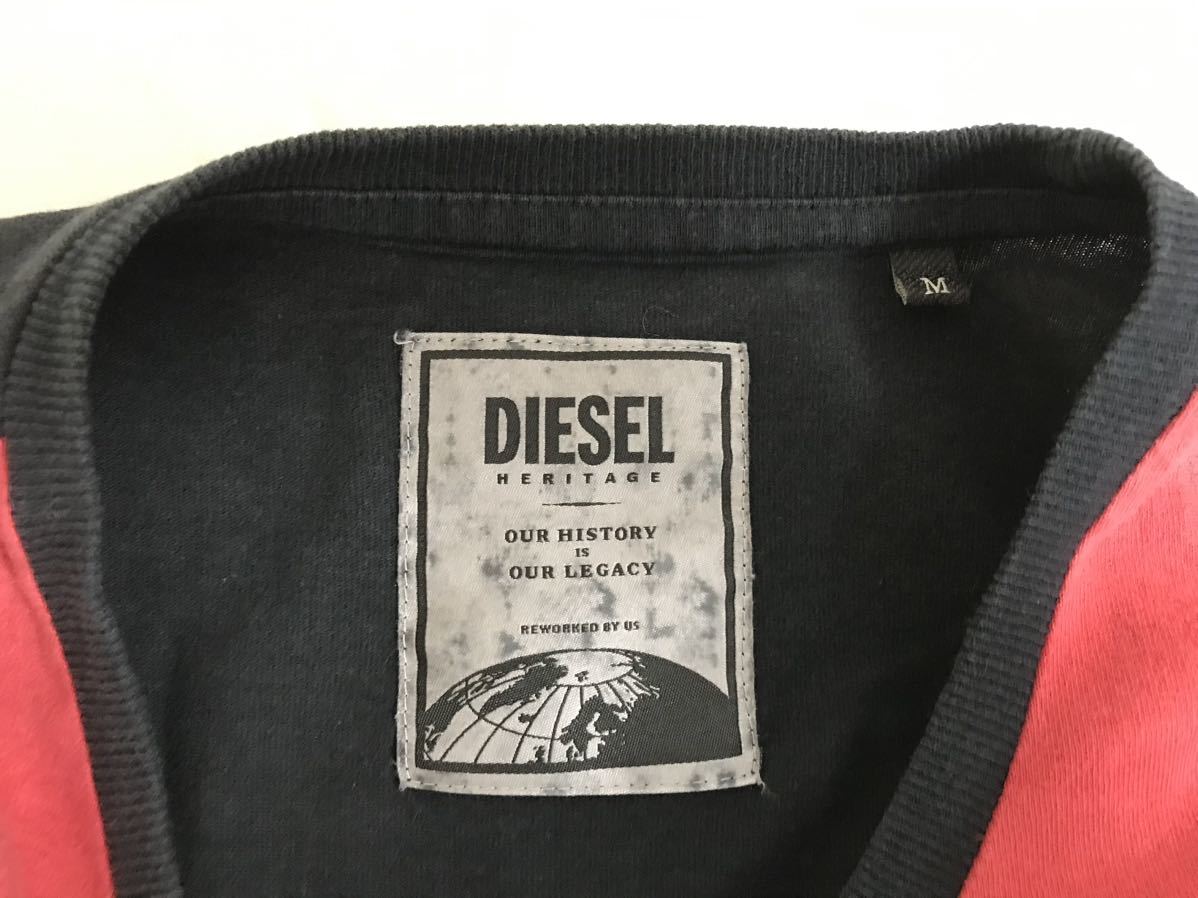 M
DIESEL
HERITAGE
OUR HISTORY
IS
OUR LEGACY
REWORKED BY US